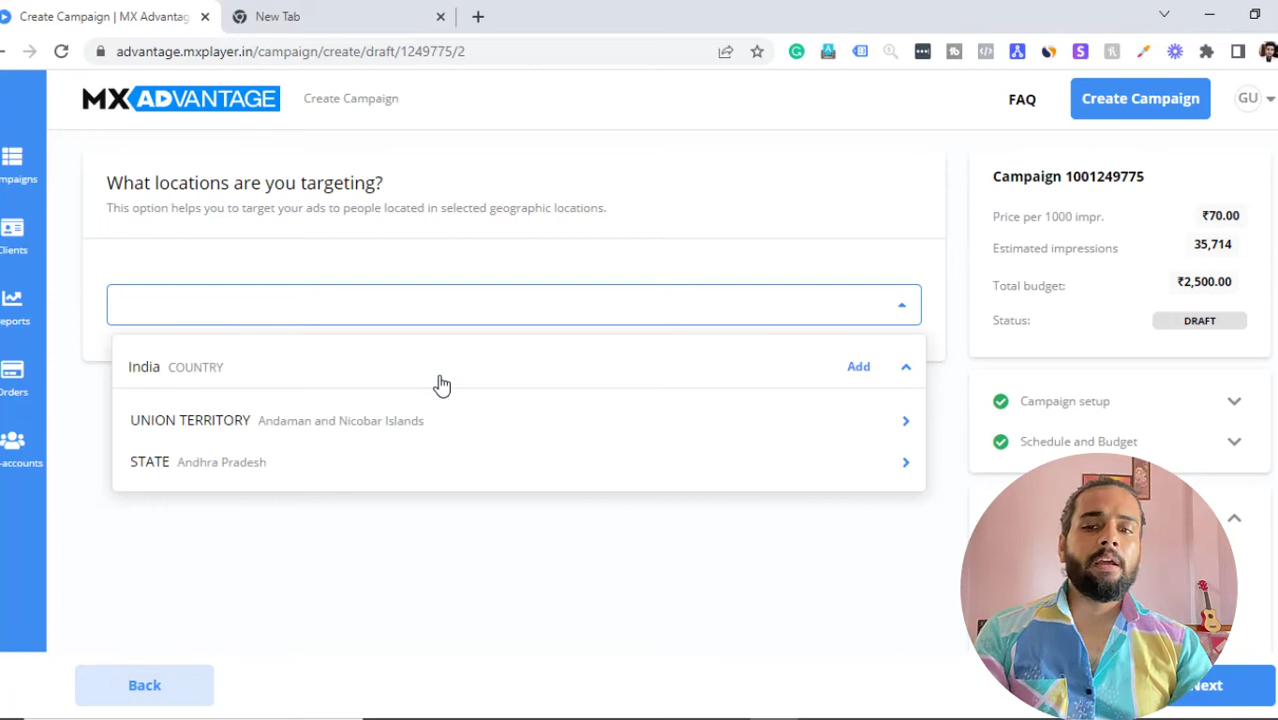 Create Campaign | MX Advantag
New Tab
advantage.mxplayer.in/campaign/create/draft/1249775/2
MX ADVANTAGE
Create Campaign
FAQ
Create Campaign
GU
mpaigns
Clients
eports
Orders
-accounts
What locations are you targeting?
This option helps you to target your ads to people located in selected geographic locations.
India COUNTRY
Add
UNION TERRITORY Andaman and Nicobar Islands
STATE Andhra Pradesh
Campaign 1001249775
Price per 1000 impr. ₹70.00
Estimated impressions 35,714
Total budget: ₹2,500.00
Status: DRAFT
Campaign setup
Schedule and Budget
Back
Next